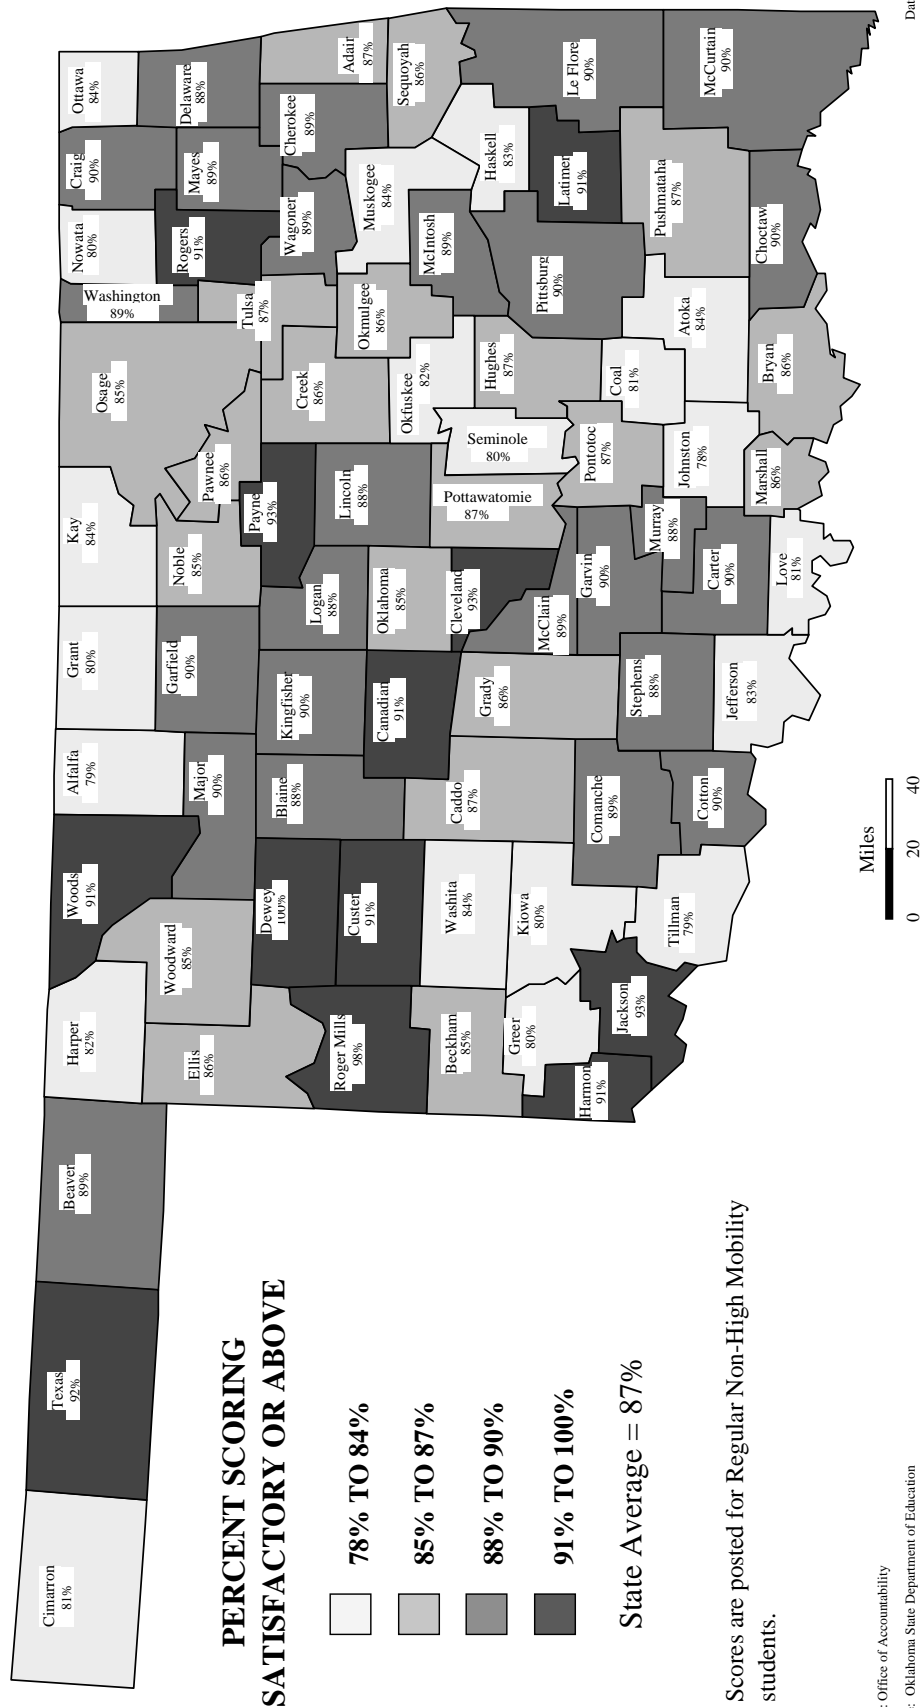 Cimarron
81%
Texas
92%
Beaver
89%
Harper
82%
Woods
91%
Alfalfa
79%
Grant
80%
Kay
84%
Osage
85%
Washington
89%
Nowata
80%
Craig
90%
Ottawa
84%
Ellis
86%
Woodward
85%
Major
90%
Garfield
90%
Noble
85%
Pawnee
86%
Tulsa
87%
Rogers
91%
Mayes
89%
Delaware
88%
Roger Mills
98%
Dewey
100%
Custer
91%
Blaine
88%
Kingfisher
90%
Logan
88%
Payne
93%
Lincoln
88%
Creek
86%
Wagoner
89%
Cherokee
89%
Adair
87%
Beckham
85%
Washita
84%
Caddo
87%
Canadian
91%
Oklahoma
85%
Cleveland
93%
Pottawatomie
87%
Seminole
80%
Okfuskee
82%
Okmulgee
86%
Muskogee
84%
McIntosh
89%
Sequoyah
86%
Haskell
83%
Greer
80%
Kiowa
80%
Harmon
91%
Jackson
93%
Tillman
79%
Comanche
89%
Cotton
90%
Grady
86%
McClain
89%
Garvin
90%
Stephens
88%
Jefferson
83%
Murray
88%
Carter
90%
Love
81%
Pontotoc
87%
Johnston
78%
Marshall
86%
Hughes
87%
Coal
81%
Pittsburg
90%
Atoka
84%
Bryan
86%
Latimer
91%
Le Flore
90%
Pushmataha
87%
Choctaw
90%
McCurtain
90%
PERCENT SCORING
SATISFACTORY OR ABOVE
78% TO 84%
85% TO 87%
88% TO 90%
91% TO 100%
State Average = 87%
Scores are posted for Regular Non-High Mobility
students.
Miles
0 20 40
: Office of Accountability
: Oklahoma State Department of Education
Dat